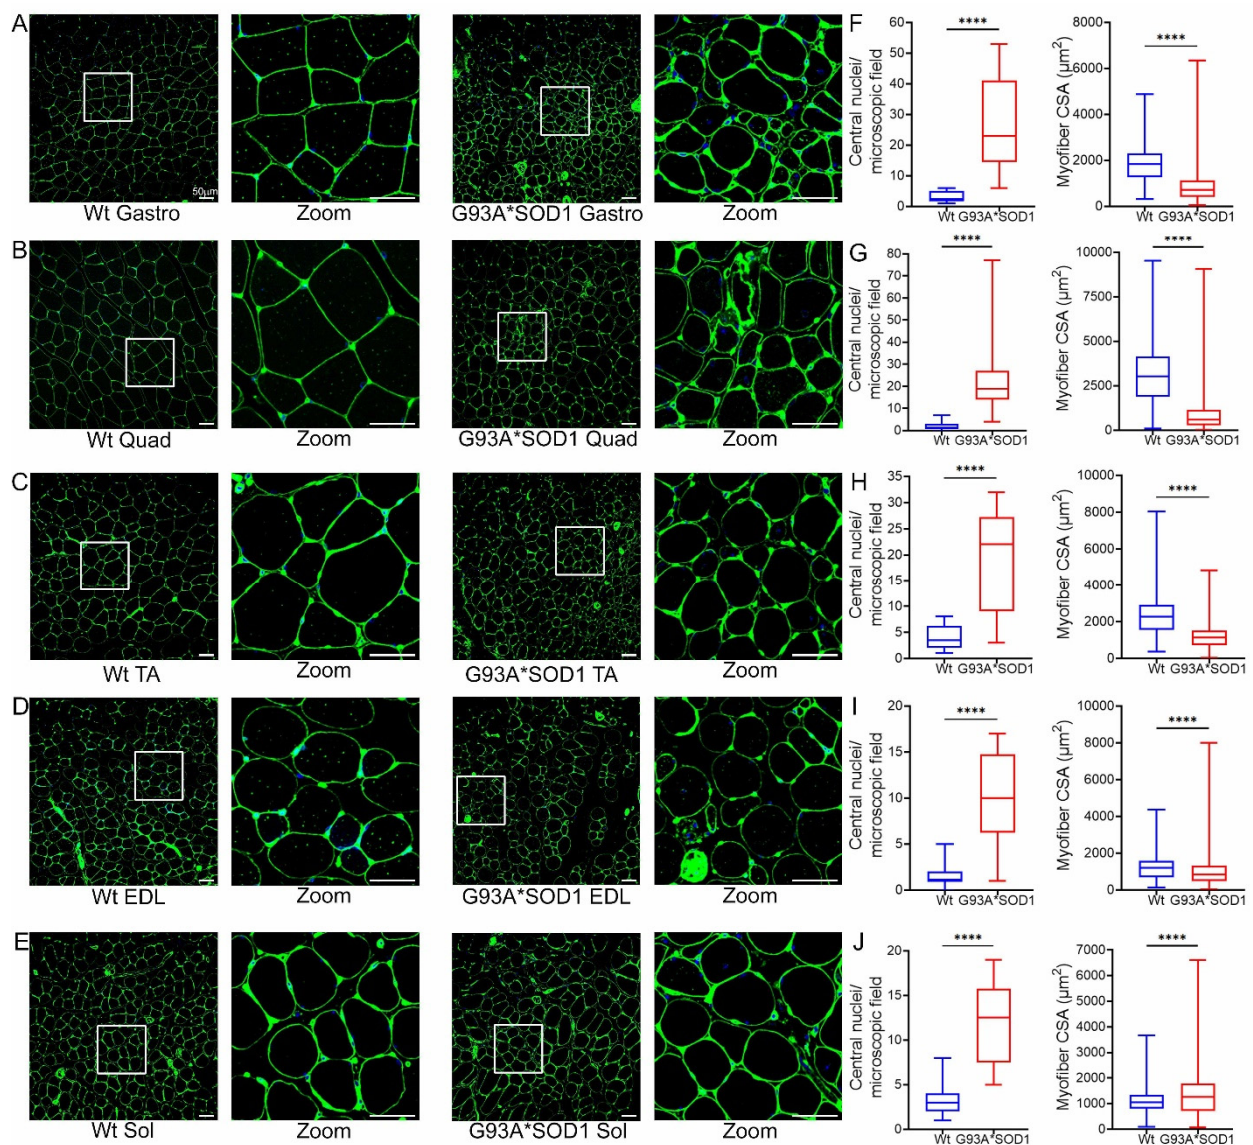 A
50µm
Wt Gastro
Zoom
G93A*SOD1 Gastro
Zoom
F
Central nuclei/
microscopic field
60
50
40
30
20
10
0
****
Wt
G93A*SOD1
Myofiber CSA (µm²)
8000
6000
4000
2000
0
****
Wt
G93A*SOD1
B
Wt Quad
Zoom
G93A*SOD1 Quad
Zoom
G
Central nuclei/
microscopic field
80
70
60
50
40
30
20
10
0
****
Wt
G93A*SOD1
Myofiber CSA (µm²)
10000
7500
5000
2500
0
****
Wt
G93A*SOD1
C
Wt TA
Zoom
G93A*SOD1 TA
Zoom
H
Central nuclei/
microscopic field
35
30
25
20
15
10
5
0
****
Wt
G93A*SOD1
Myofiber CSA (µm²)
10000
8000
6000
4000
2000
0
****
Wt
G93A*SOD1
D
Wt EDL
Zoom
G93A*SOD1 EDL
Zoom
I
Central nuclei/
microscopic field
20
15
10
5
0
****
Wt
G93A*SOD1
Myofiber CSA (µm²)
10000
8000
6000
4000
2000
0
****
Wt
G93A*SOD1
E
Wt Sol
Zoom
G93A*SOD1 Sol
Zoom
J
Central nuclei/
microscopic field
20
15
10
5
0
****
Wt
G93A*SOD1
Myofiber CSA (µm²)
7000
6000
5000
4000
3000
2000
1000
0
****
Wt
G93A*SOD1